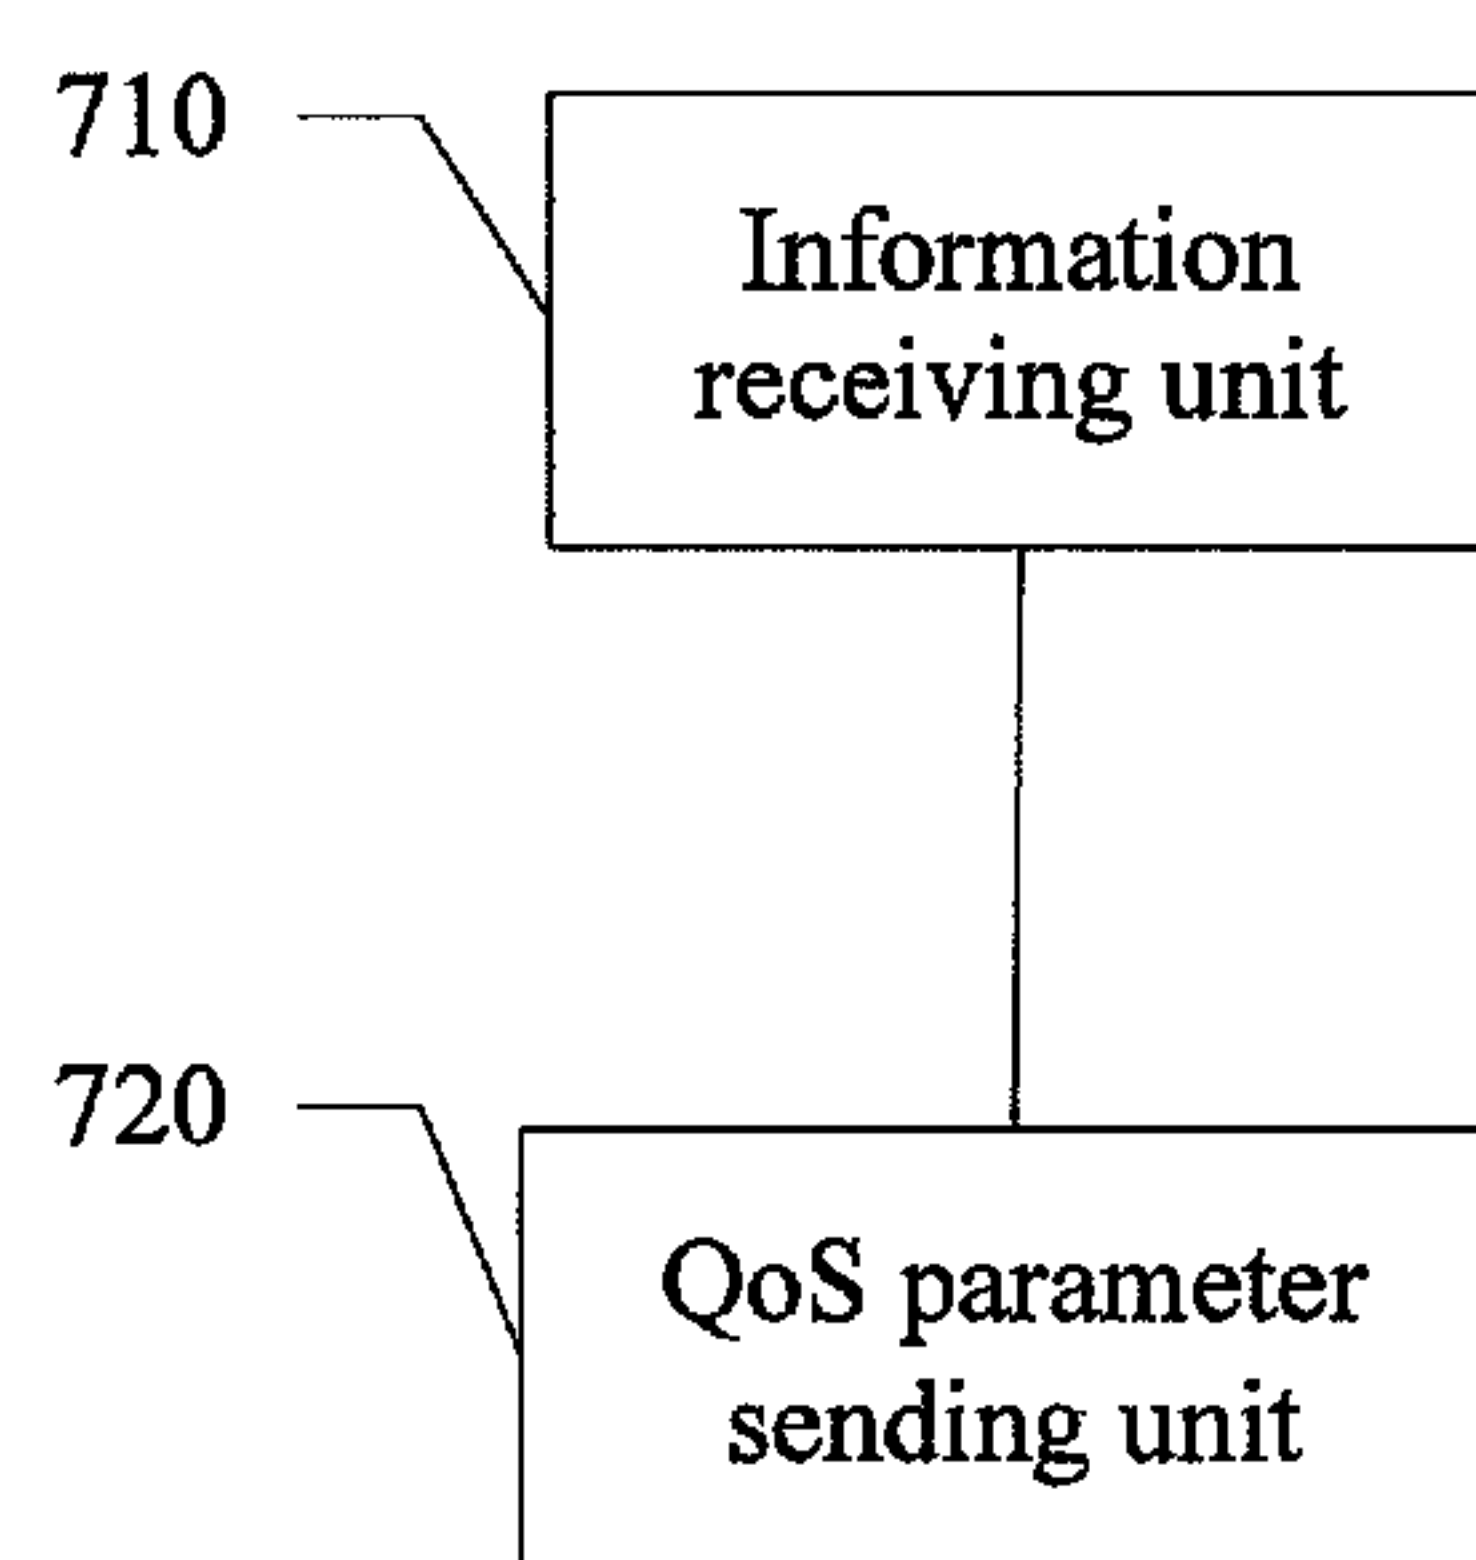 710
Information
receiving unit
720
QoS parameter
sending unit